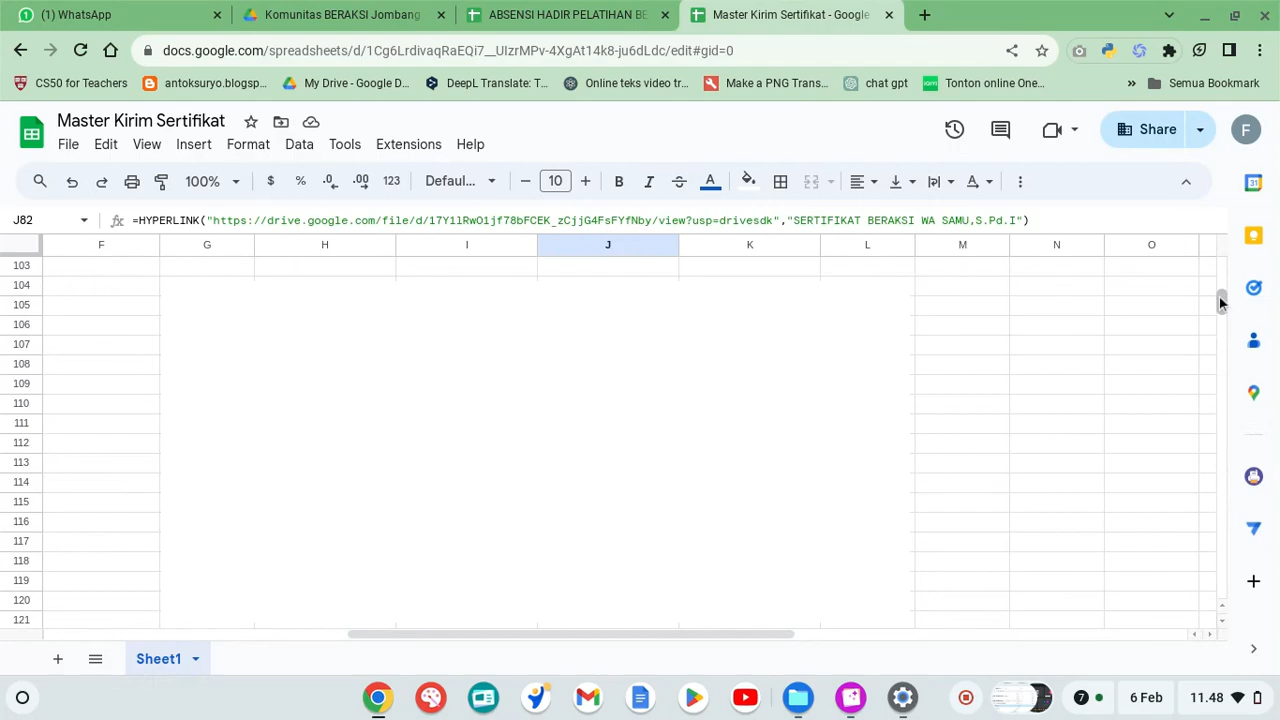 (1) WhatsApp
Komunitas BERAKSI Jombang
ABSENSI HADIR PELATIHAN BE
Master Kirim Sertifikat - Google
docs.google.com/spreadsheets/d/1Cg6LrdivaqRaEQi7__UIzrMPv-4XgAt14k8-ju6dLdc/edit#gid=0
CS50 for Teachers
antoksuryo.blogsp...
My Drive - Google D...
DeepL Translate: T...
Online teks video tr...
Make a PNG Trans...
chat gpt
Tonton online One...
Semua Bookmark
Master Kirim Sertifikat
File Edit View Insert Format Data Tools Extensions Help
Share
F
100% $ % .0 .00 123 Defaul... 10 B I A
J82
=HYPERLINK("https://drive.google.com/file/d/17Y1lRwO1jf78bFCEK_zCjjG4FsFYfNby/view?usp=drivesdk","SERTIFIKAT BERAKSI WA SAMU,S.Pd.I")
F G H I J K L M N O
103
104
105
106
107
108
109
110
111
112
113
114
115
116
117
118
119
120
121
Sheet1
7
6 Feb
11.48